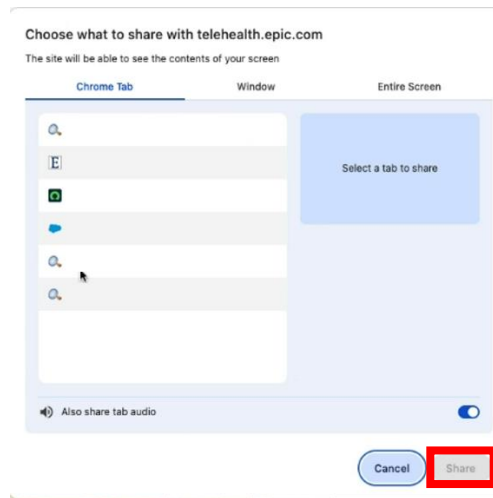 Choose what to share with telehealth.epic.com
The site will be able to see the contents of your screen
Chrome Tab Window Entire Screen
E
Select a tab to share
Also share tab audio
Cancel Share